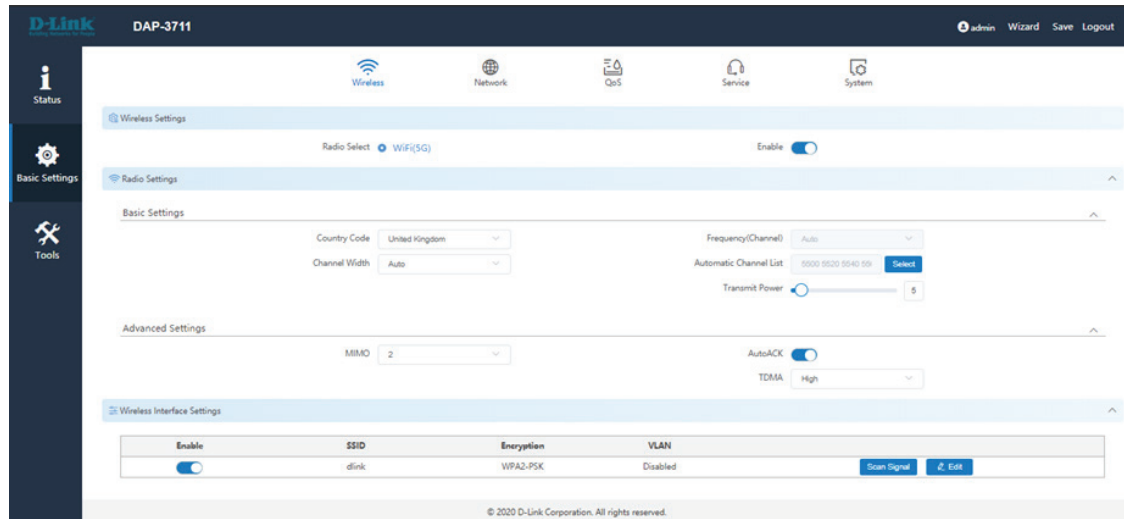 D-Link
DAP-3711
admin Wizard Save Logout
Status
Basic Settings
Tools
Wireless Network QoS Service System
Wireless Settings
Radio Select WiFi(5G) Enable
Radio Settings
Basic Settings
Country Code United Kingdom Frequency(Channel) Auto
Channel Width Auto Automatic Channel List 5500 5520 5540 Select
Transmit Power 5
Advanced Settings
MIMO 2 AutoACK
TDMA High
Wireless Interface Settings
Enable SSID Encryption VLAN
dlink WPA2-PSK Disabled Scan Signal Edit
© 2020 D-Link Corporation. All rights reserved.